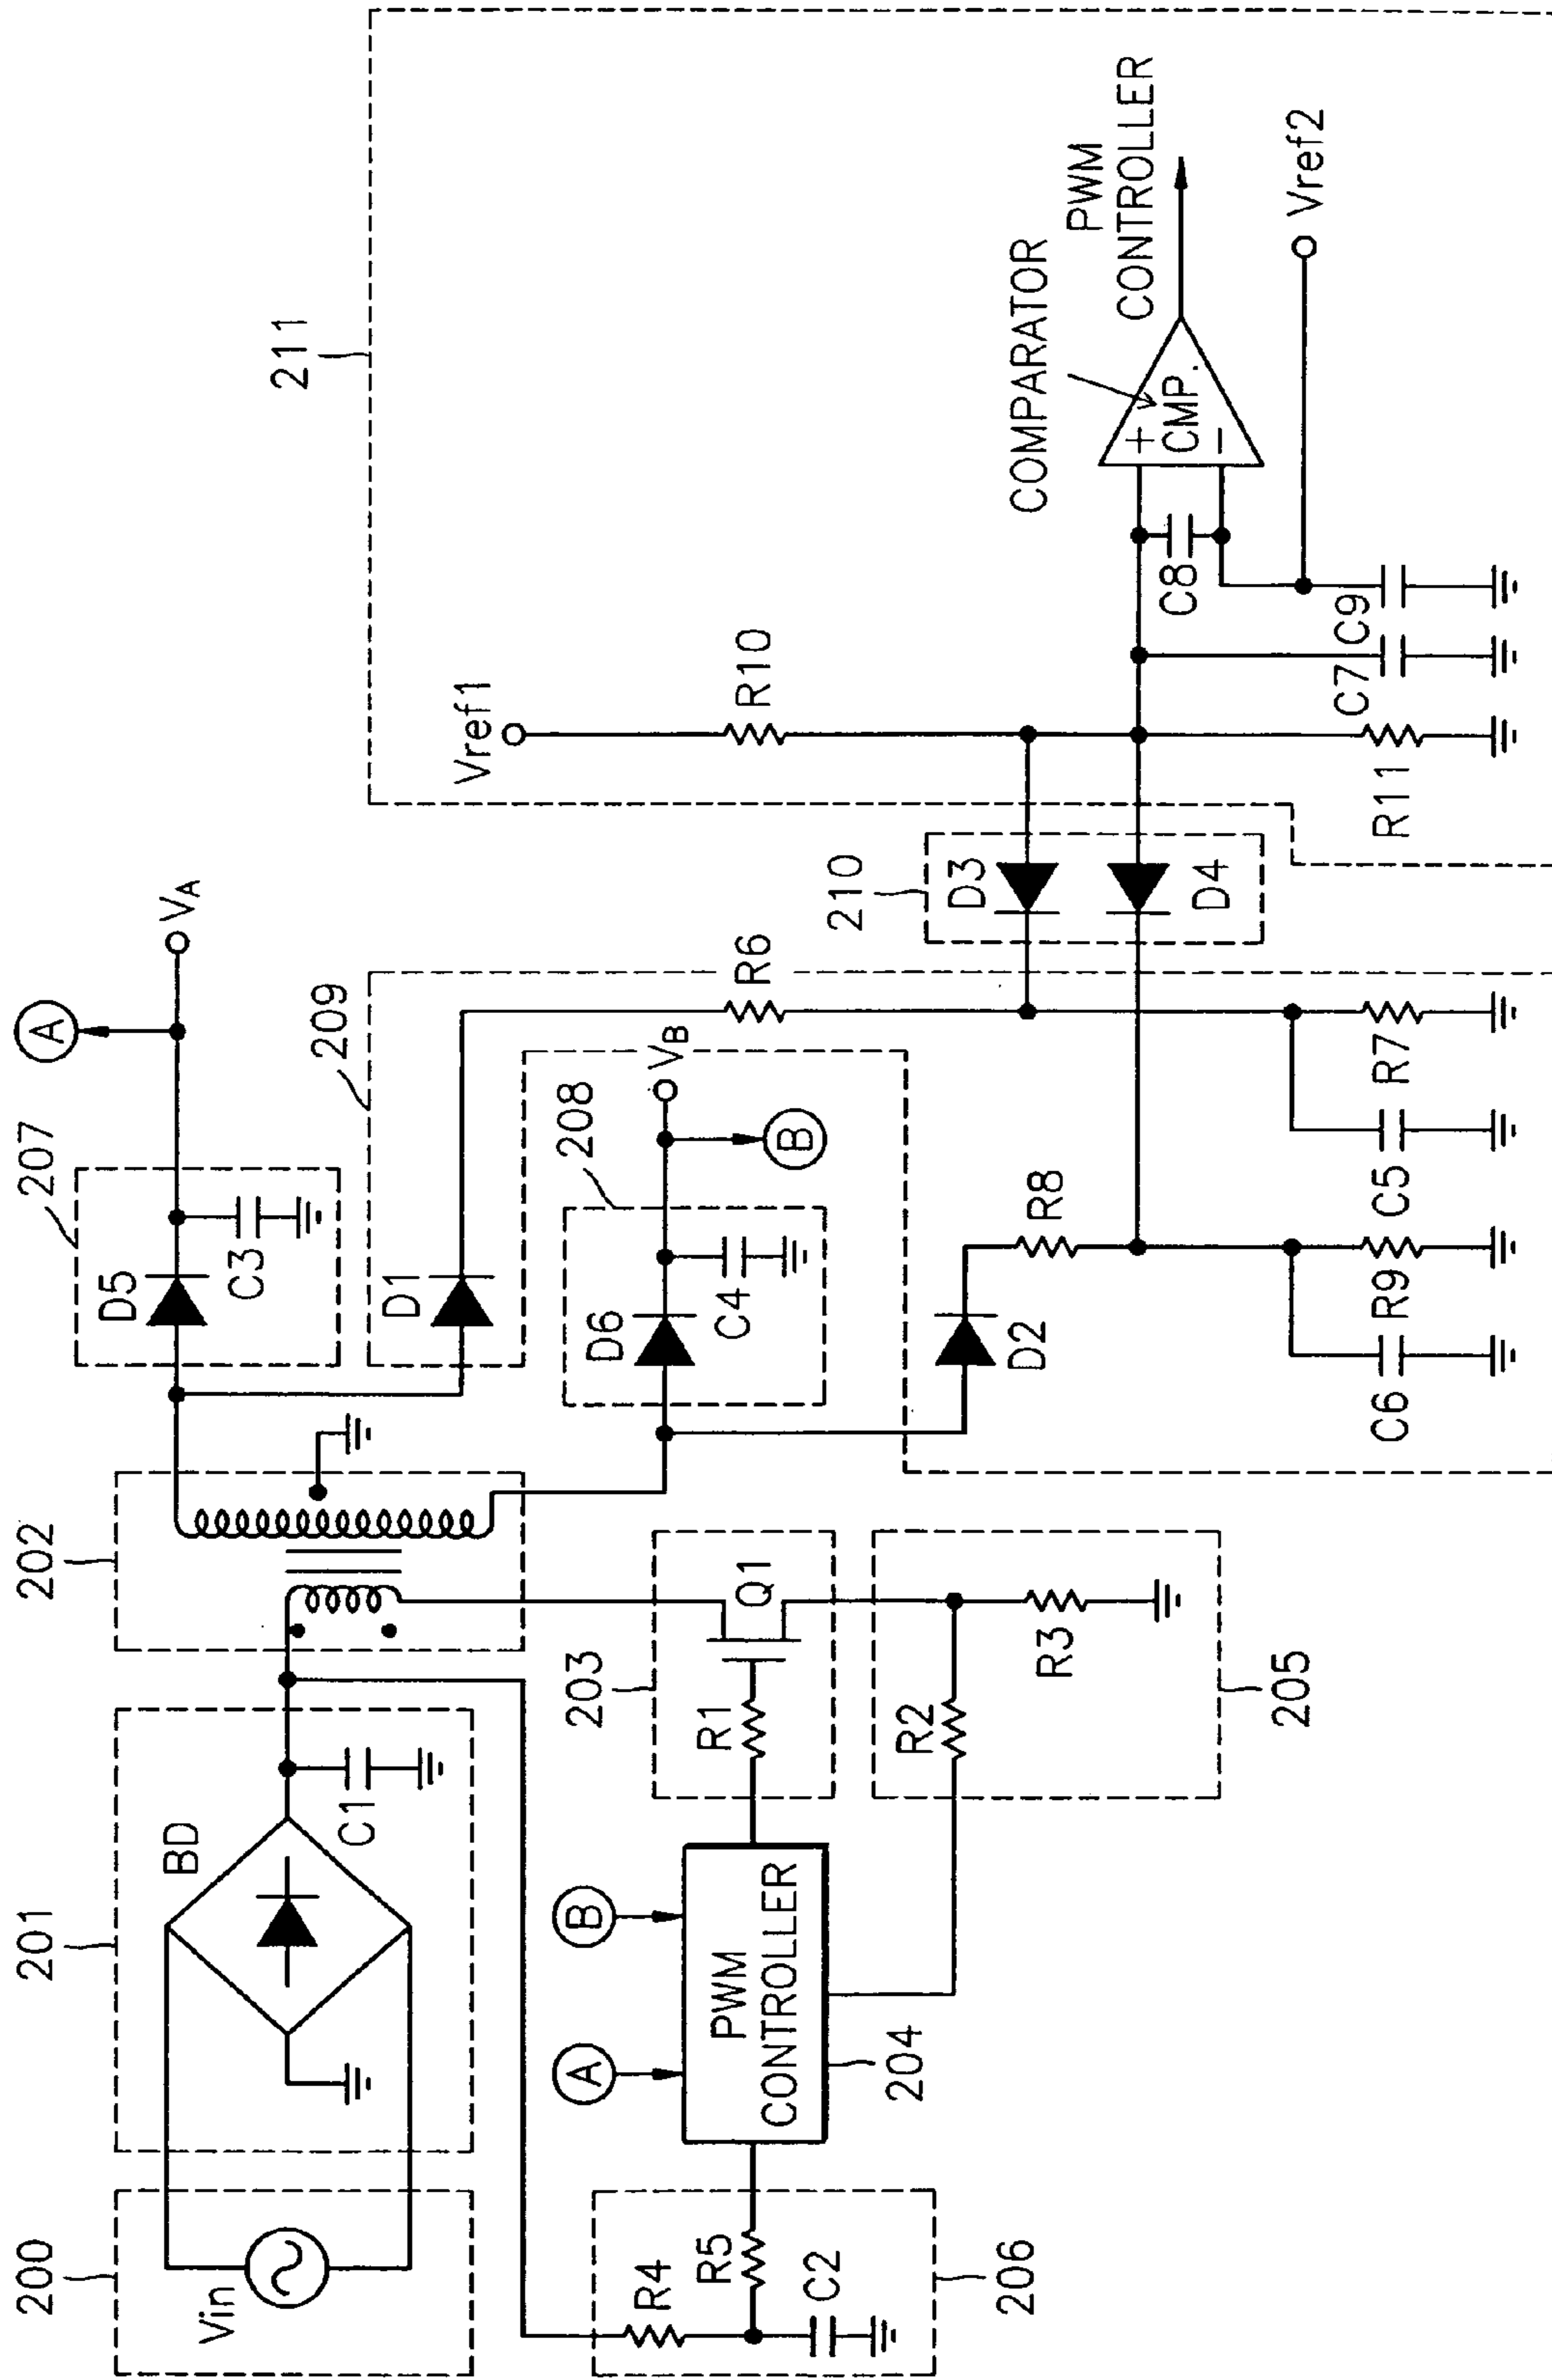 200
Vin
201
BD
C1
202
207
D5
C3
A
VA
209
D1
211
Vref1
R10
206
R4
R5
C2
A
B
PWM
CONTROLLER
204
203
R1
Q1
205
R2
R3
208
D6
C4
VB
B
R6
210
D3
D4
COMPARATOR
PWM
CONTROLLER
+
CMP
−
C8
Vref2
D2
R8
C6
R9
C5
R7
R11
C7
C9